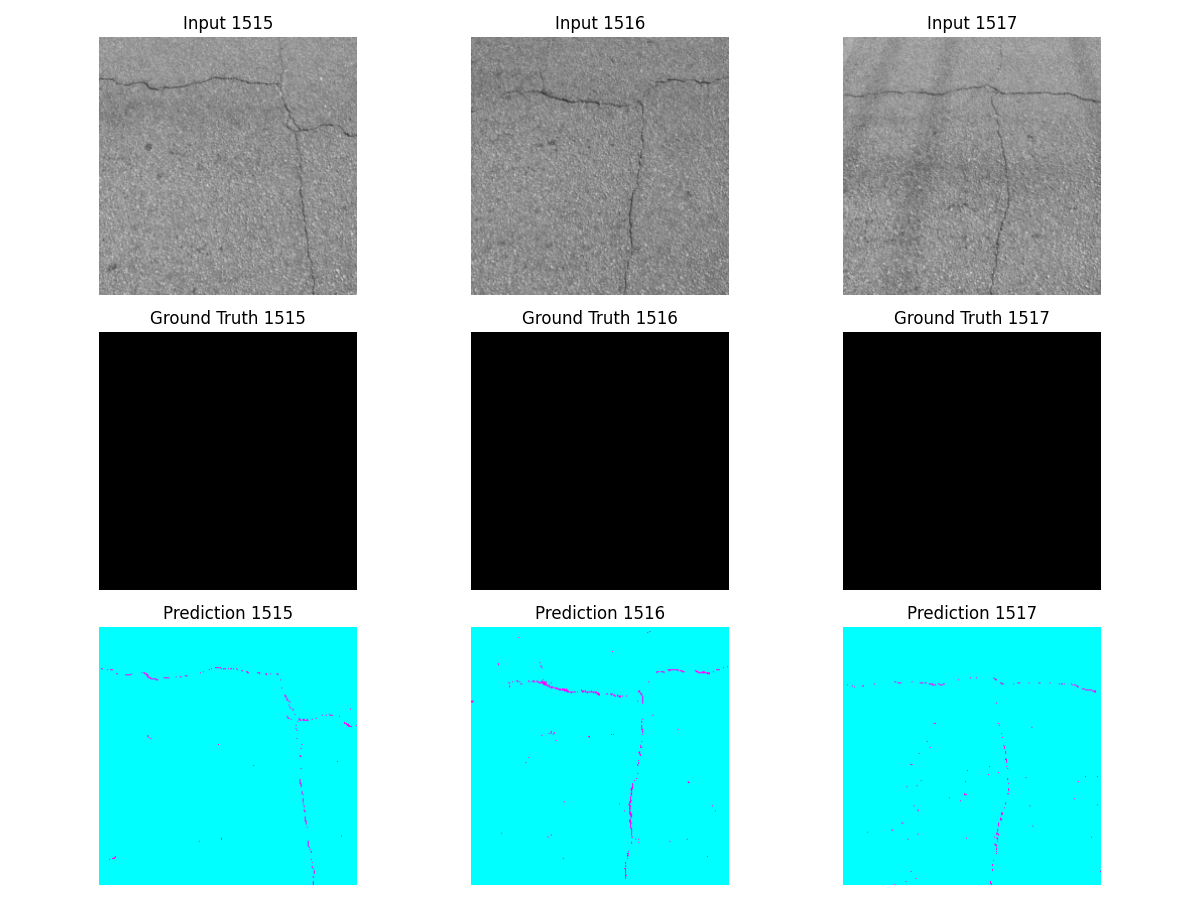 Input 1515
Input 1516
Input 1517
Ground Truth 1515
Ground Truth 1516
Ground Truth 1517
Prediction 1515
Prediction 1516
Prediction 1517